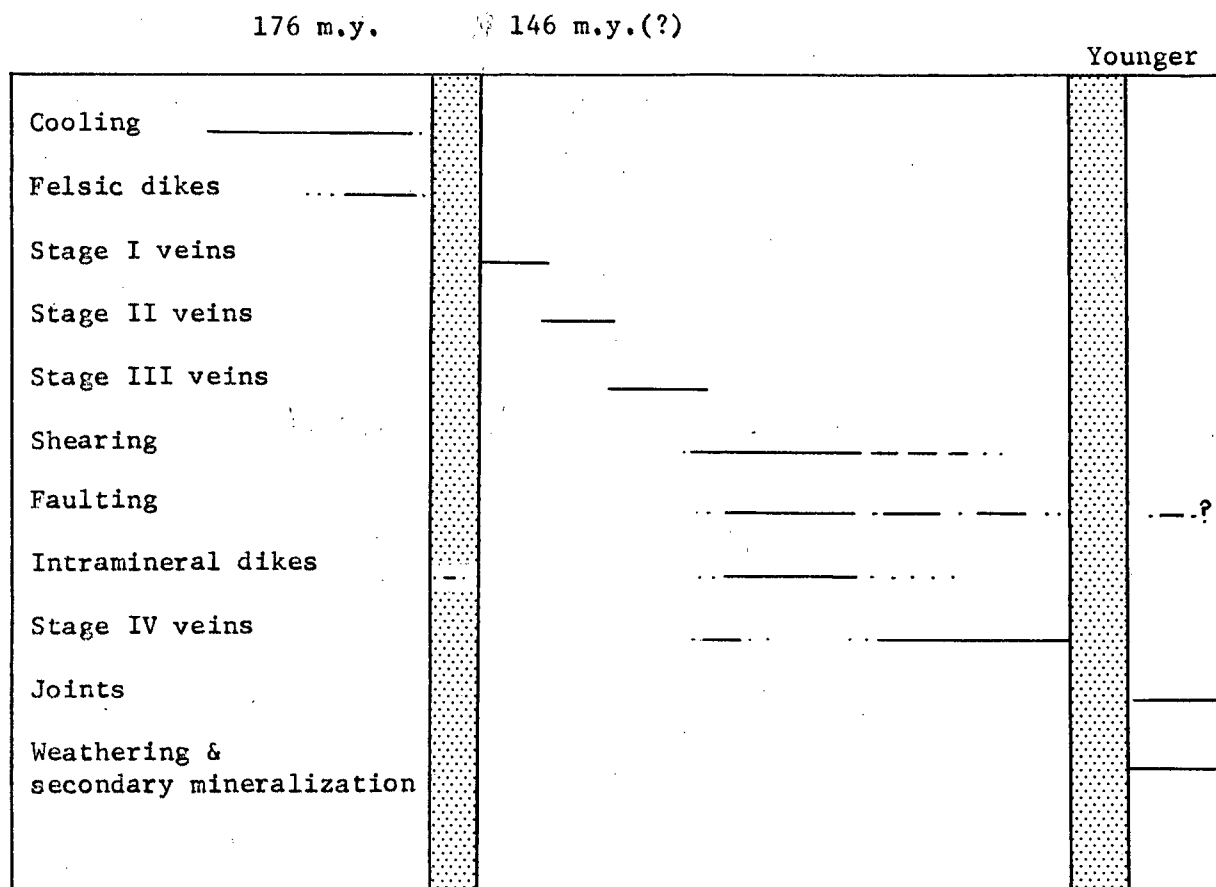 176 m.y. 146 m.y.(?)
Younger
Cooling
Felsic dikes
Stage I veins
Stage II veins
Stage III veins
Shearing
Faulting ?
Intramineral dikes
Stage IV veins
Joints
Weathering &
secondary mineralization